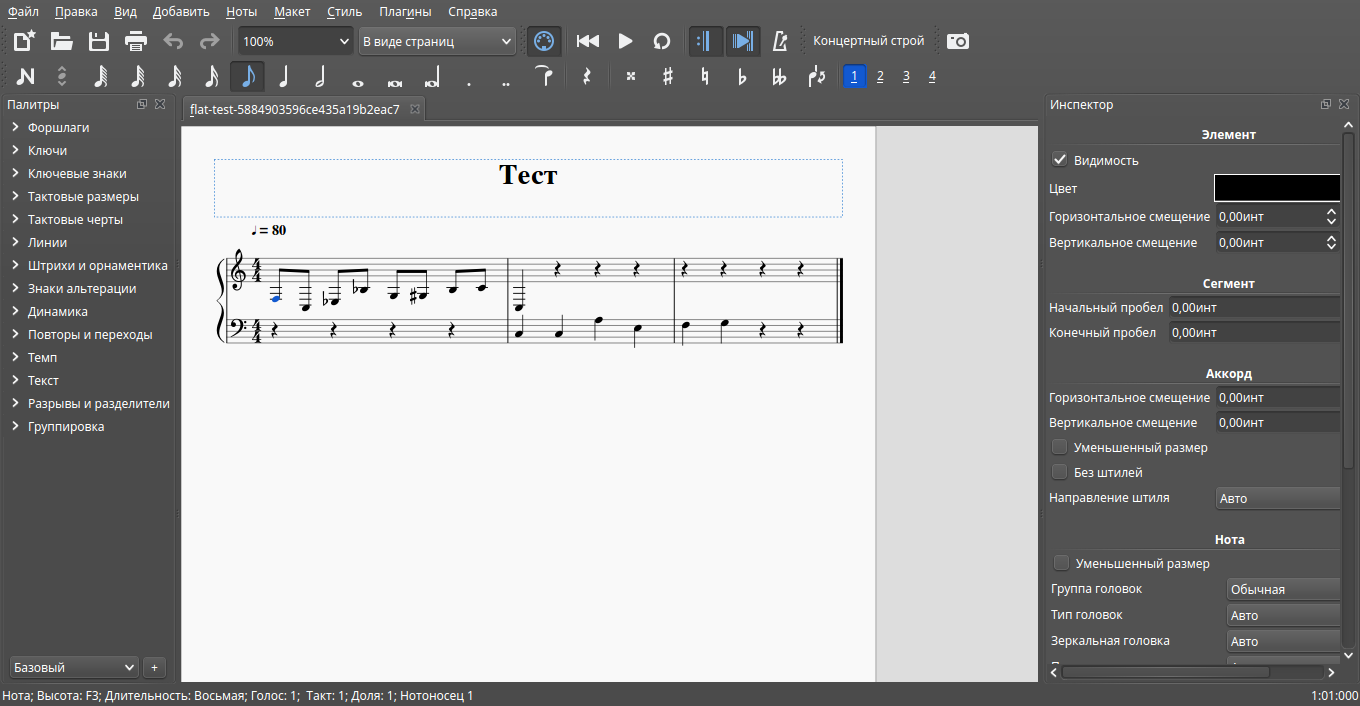 Файл Правка Вид Добавить Ноты Макет Стиль Плагины Справка
100% В виде страниц Концертный строй
1 2 3 4
Палитры
Форшлаги
Ключи
Ключевые знаки
Тактовые размеры
Тактовые черты
Линии
Штрихи и орнаментика
Знаки альтерации
Динамика
Повторы и переходы
Темп
Текст
Разрывы и разделители
Группировка
Базовый +
flat-test-5884903596ce435a19b2eac7
Тест
= 80
4
4
4
4
Инспектор
Элемент
Видимость
Цвет
Горизонтальное смещение 0,00инт
Вертикальное смещение 0,00инт
Сегмент
Начальный пробел 0,00инт
Конечный пробел 0,00инт
Аккорд
Горизонтальное смещение 0,00инт
Вертикальное смещение 0,00инт
Уменьшенный размер
Без штилей
Направление штиля Авто
Нота
Уменьшенный размер
Группа головок Обычная
Тип головок Авто
Зеркальная головка Авто
Нота; Высота: F3; Длительность: Восьмая; Голос: 1; Такт: 1; Доля: 1; Нотоносец 1 1:01:000